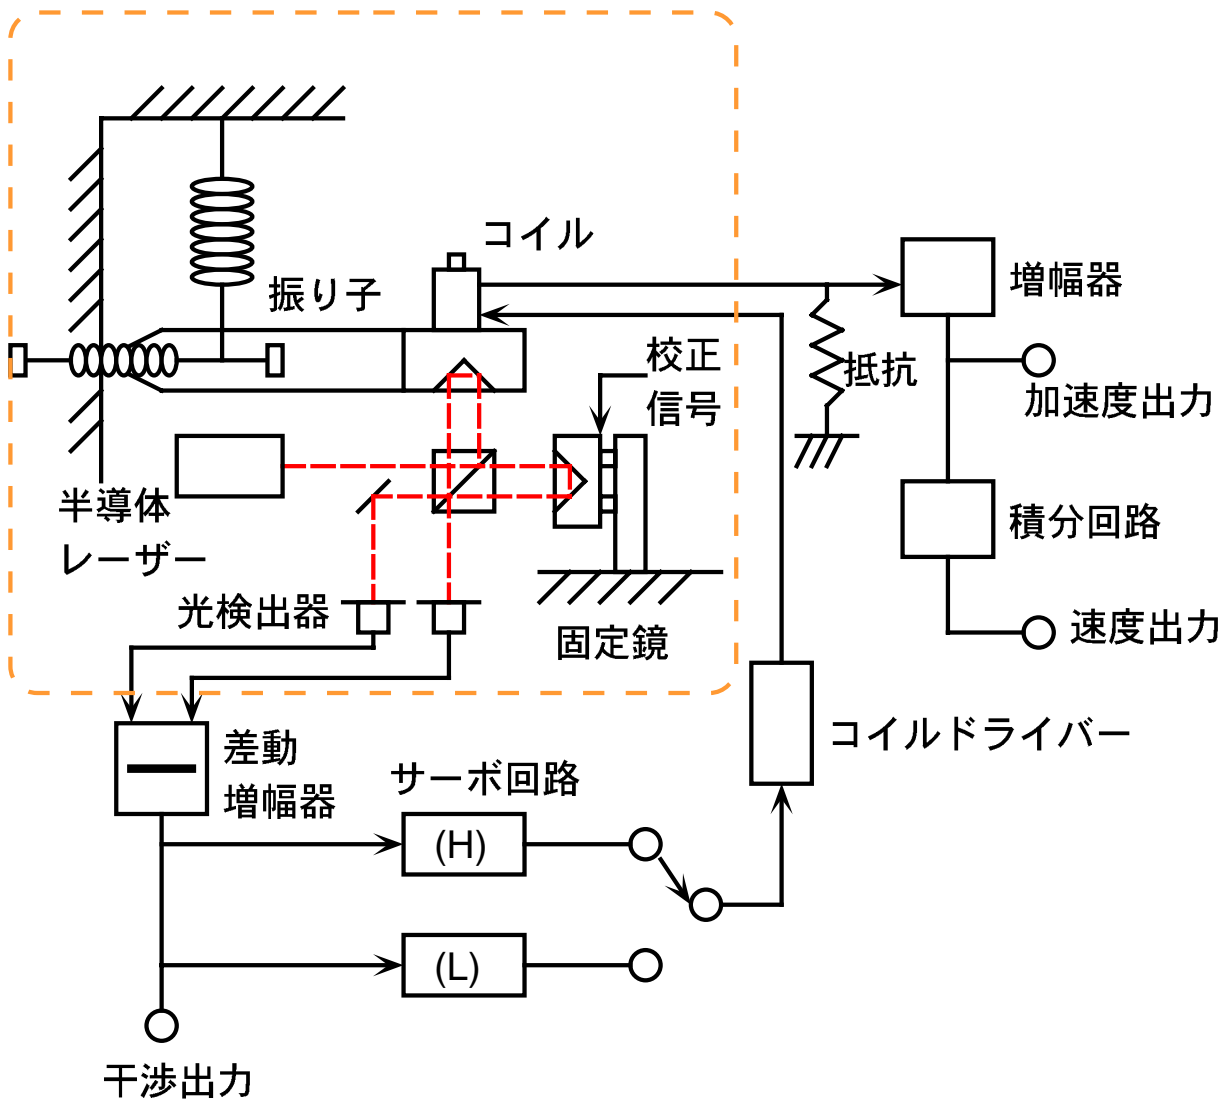 コイル
振り子
増幅器
校正
信号
抵抗
加速度出力
半導体
レーザー
積分回路
光検出器
固定鏡
速度出力
コイルドライバー
差動
増幅器
サーボ回路
(H)
(L)
干渉出力